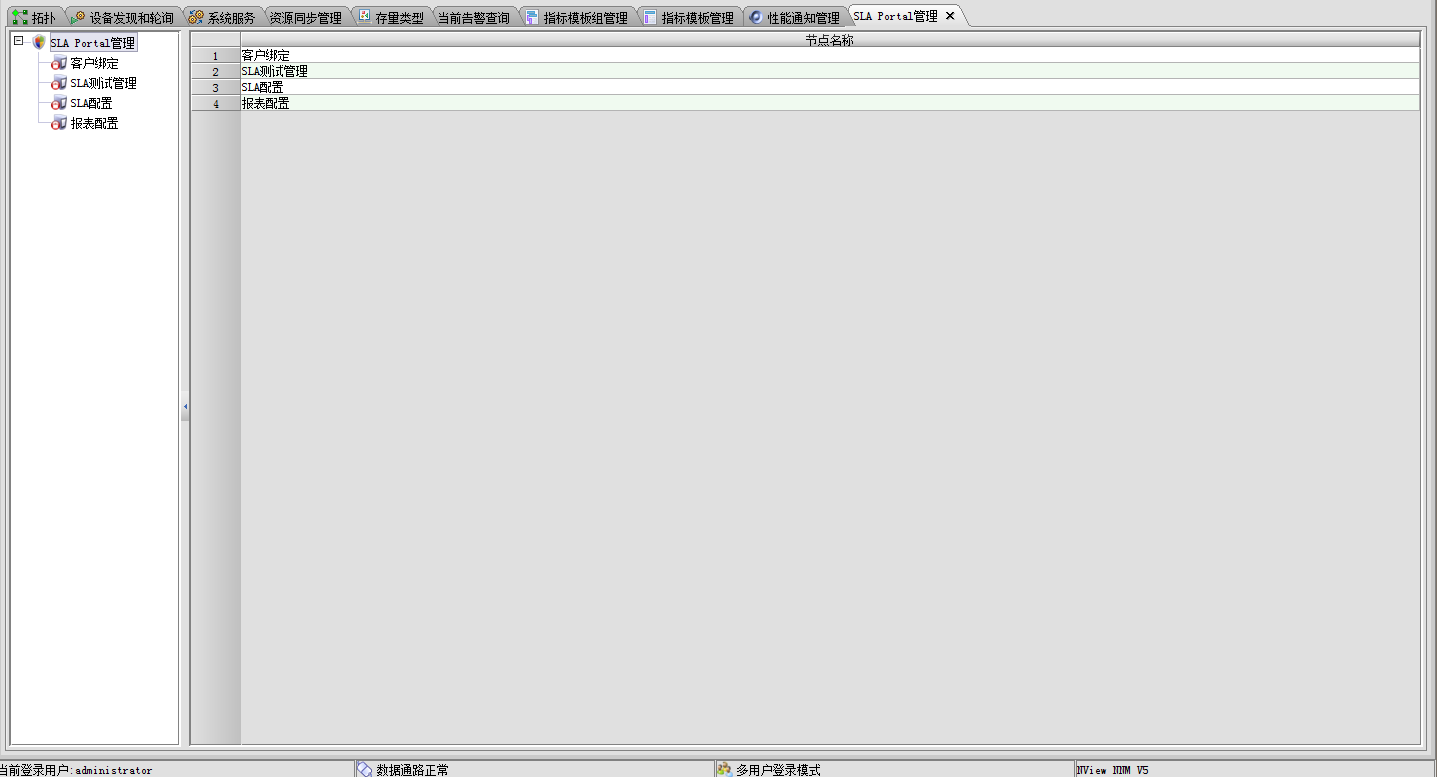 拓扑 设备发现和轮询 系统服务 资源同步管理 存量类型 当前告警查询 指标模板组管理 指标模板管理 性能通知管理 SLA Portal管理
SLA Portal管理
客户绑定
SLA测试管理
SLA配置
报表配置
节点名称
1 客户绑定
2 SLA测试管理
3 SLA配置
4 报表配置
当前登录用户:administrator 数据通路正常 多用户登录模式 NView NNM V5